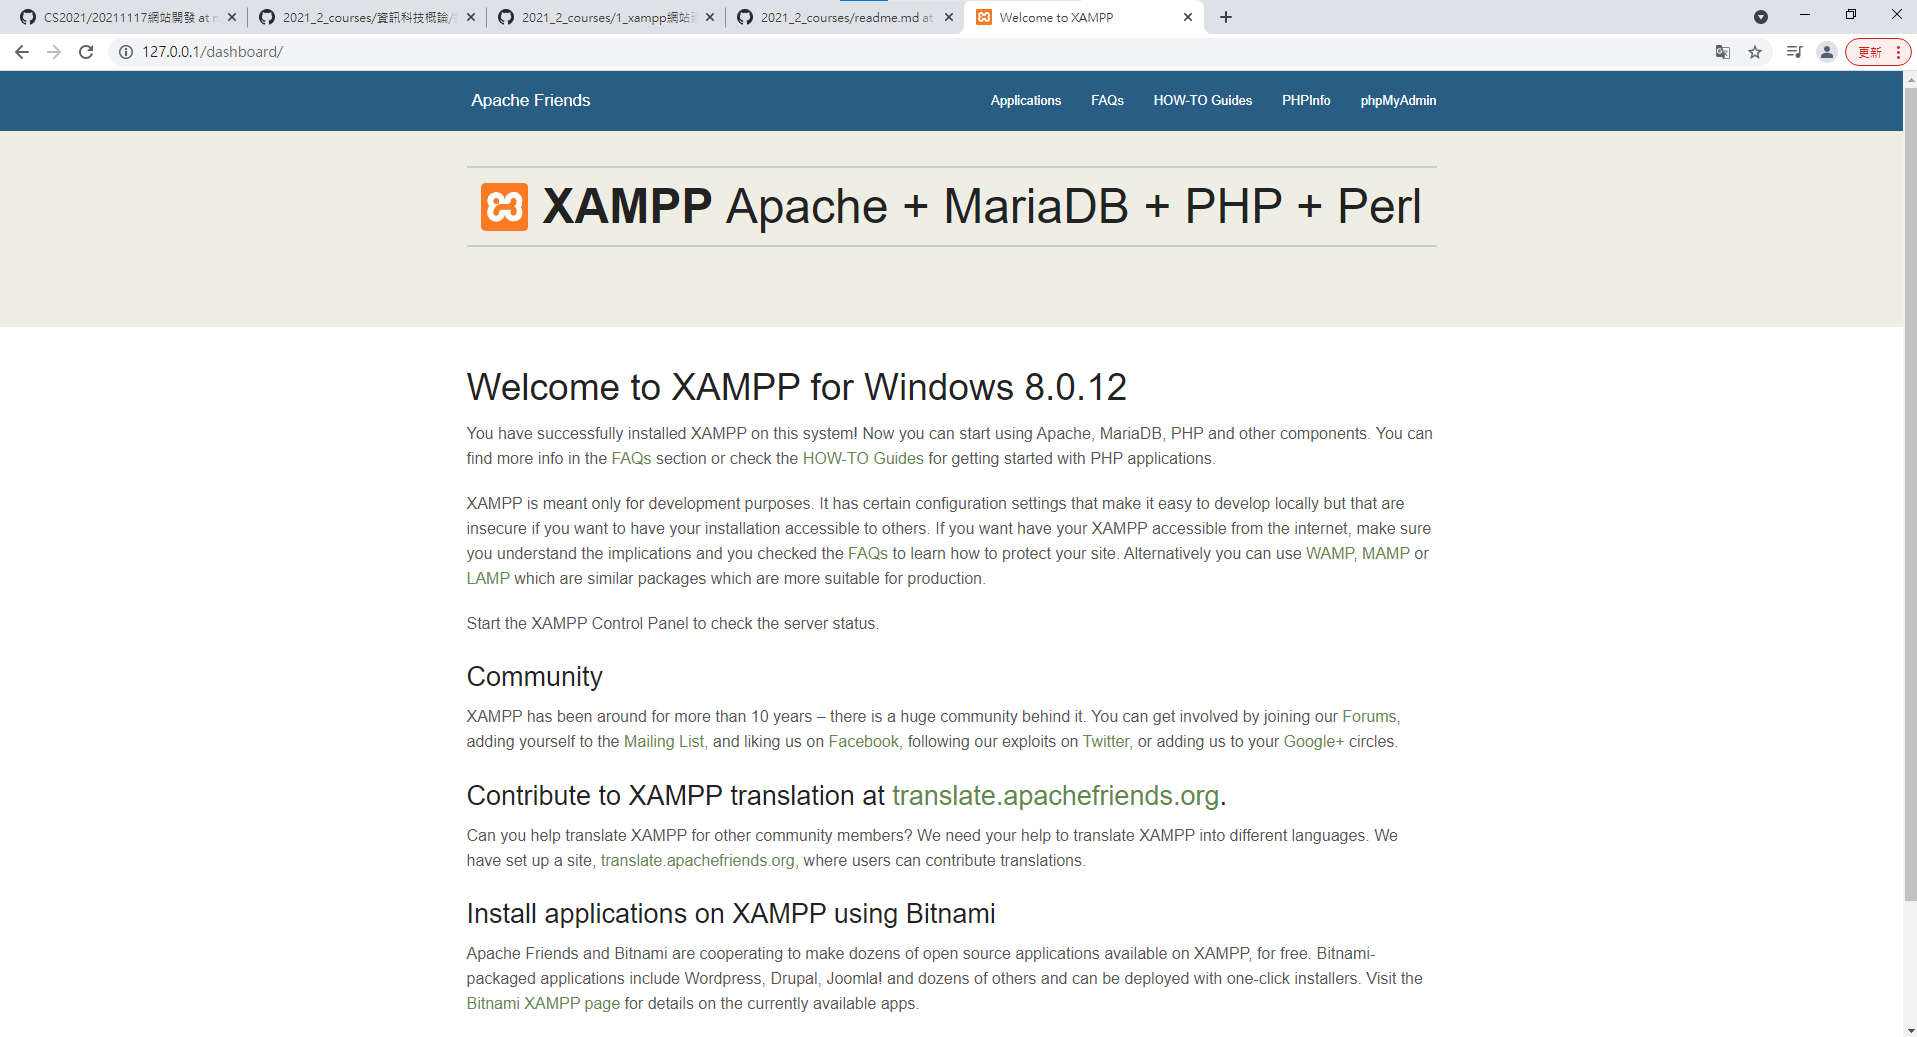 CS2021/20211117網站開發 at
2021_2_courses/資訊科技概論/
2021_2_courses/1_xampp網站
2021_2_courses/readme.md at
Welcome to XAMPP
127.0.0.1/dashboard/
更新
Apache Friends
Applications
FAQs
HOW-TO Guides
PHPInfo
phpMyAdmin
XAMPP Apache + MariaDB + PHP + Perl
Welcome to XAMPP for Windows 8.0.12
You have successfully installed XAMPP on this system! Now you can start using Apache, MariaDB, PHP and other components. You can
find more info in the FAQs section or check the HOW-TO Guides for getting started with PHP applications.
XAMPP is meant only for development purposes. It has certain configuration settings that make it easy to develop locally but that are
insecure if you want to have your installation accessible to others. If you want have your XAMPP accessible from the internet, make sure
you understand the implications and you checked the FAQs to learn how to protect your site. Alternatively you can use WAMP, MAMP or
LAMP which are similar packages which are more suitable for production.
Start the XAMPP Control Panel to check the server status.
Community
XAMPP has been around for more than 10 years – there is a huge community behind it. You can get involved by joining our Forums,
adding yourself to the Mailing List, and liking us on Facebook, following our exploits on Twitter, or adding us to your Google+ circles.
Contribute to XAMPP translation at translate.apachefriends.org.
Can you help translate XAMPP for other community members? We need your help to translate XAMPP into different languages. We
have set up a site, translate.apachefriends.org, where users can contribute translations.
Install applications on XAMPP using Bitnami
Apache Friends and Bitnami are cooperating to make dozens of open source applications available on XAMPP, for free. Bitnami-
packaged applications include Wordpress, Drupal, Joomla! and dozens of others and can be deployed with one-click installers. Visit the
Bitnami XAMPP page for details on the currently available apps.